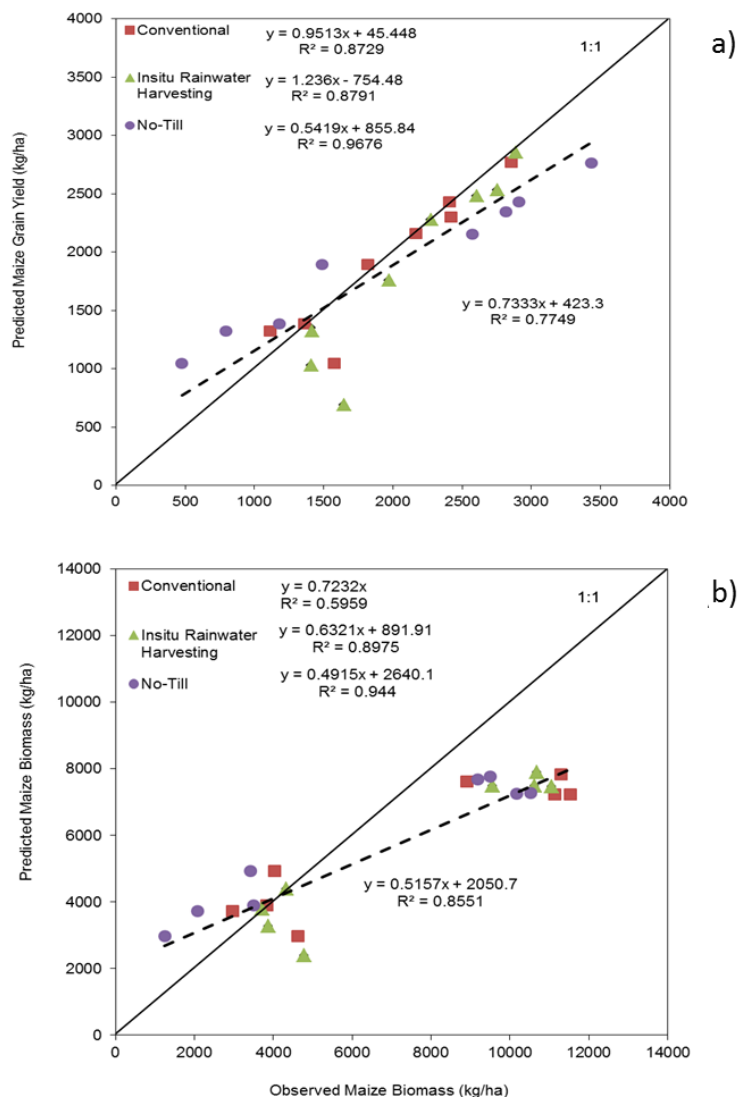 a)
Conventional
y = 0.9513x + 45.448
R² = 0.8729
1:1
Insitu Rainwater
Harvesting
y = 1.236x - 754.48
R² = 0.8791
No-Till
y = 0.5419x + 855.84
R² = 0.9676
y = 0.7333x + 423.3
R² = 0.7749
Predicted Maize Grain Yield (kg/ha)
4000
3500
3000
2500
2000
1500
1000
500
0
0 500 1000 1500 2000 2500 3000 3500 4000
b)
Conventional
y = 0.7232x
R² = 0.5959
1:1
Insitu Rainwater
Harvesting
y = 0.6321x + 891.91
R² = 0.8975
No-Till
y = 0.4915x + 2640.1
R² = 0.944
y = 0.5157x + 2050.7
R² = 0.8551
Predicted Maize Biomass (kg/ha)
14000
12000
10000
8000
6000
4000
2000
0
0 2000 4000 6000 8000 10000 12000 14000
Observed Maize Biomass (kg/ha)